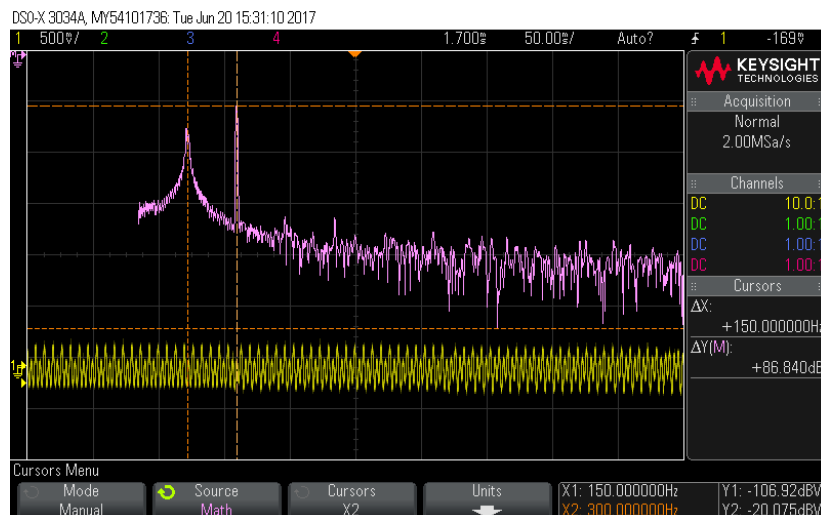 DSO-X 3034A, MY54101736: Tue Jun 20 15:31:10 2017
1 500V/ 2 3 4 1.700s 50.00s/ Auto? 1 -169V
KEYSIGHT
TECHNOLOGIES
Acquisition
Normal
2.00MSa/s
Channels
DC 10.0:1
DC 1.00:1
DC 1.00:1
DC 1.00:1
Cursors
ΔX:
+150.000000Hz
ΔY(M):
+86.840dB
1
Cursors Menu
Mode
Manual
Source
Math
Cursors
X2
Units
X1: 150.000000Hz
X2: 300.000000Hz
Y1: -106.92dBV
Y2: -20.075dBV